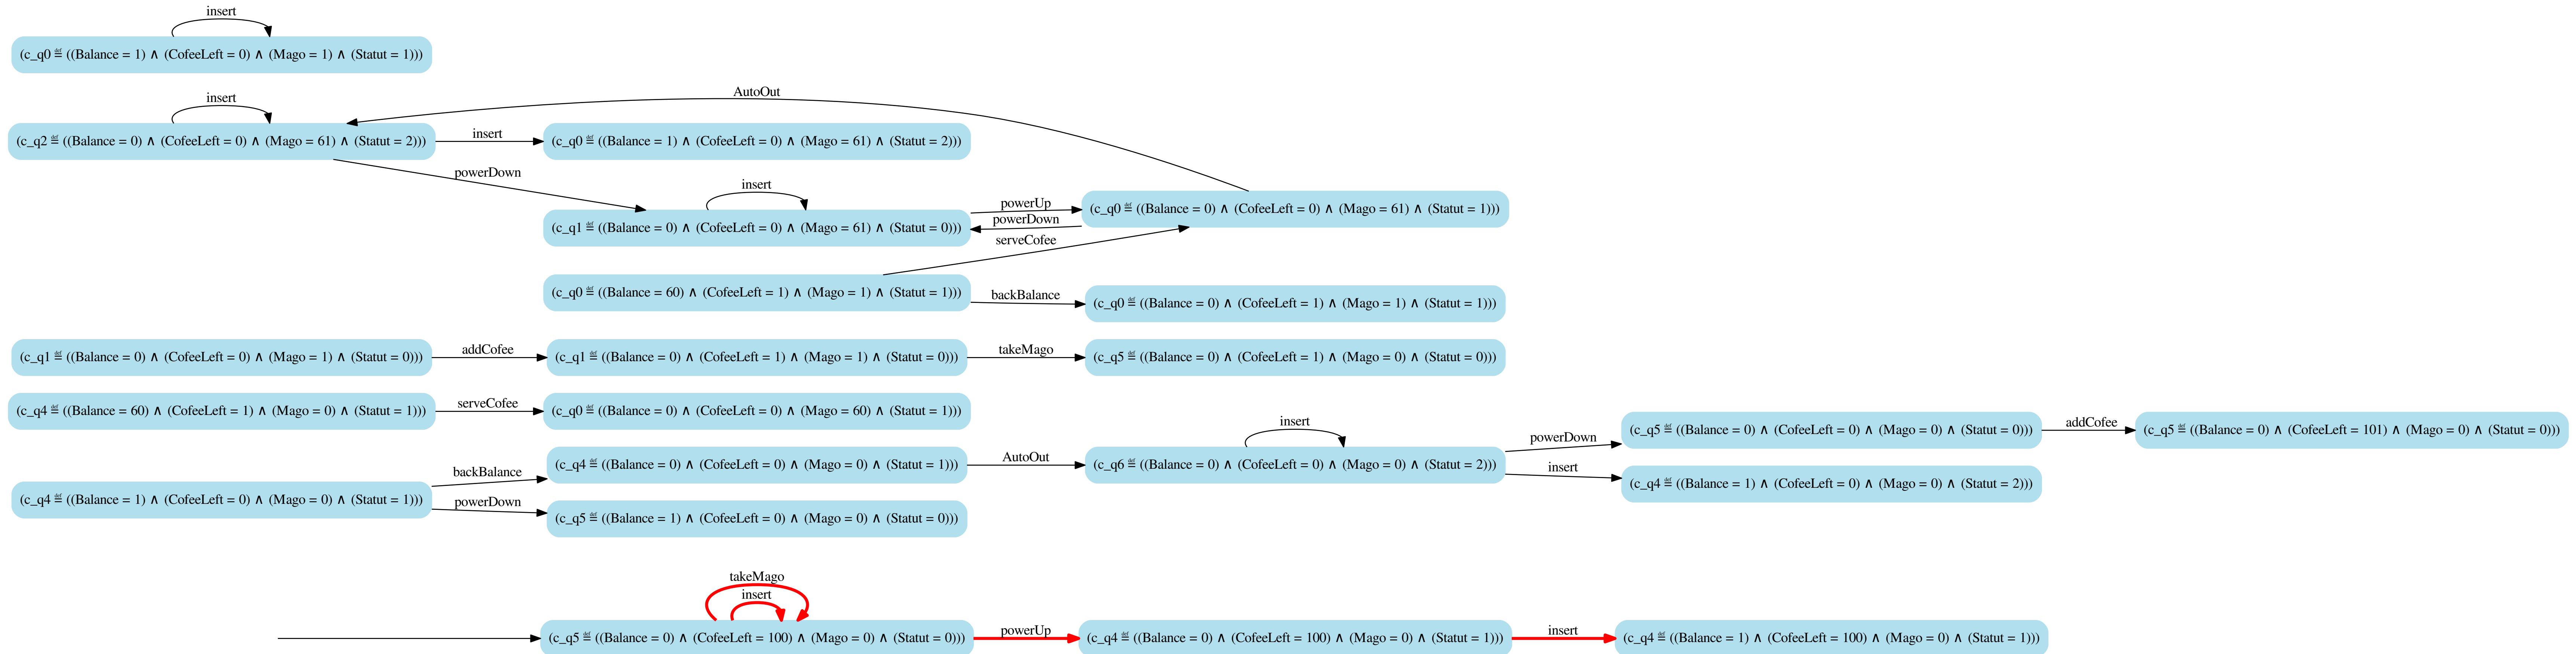 insert
(c_q0 ≝ ((Balance = 1) ∧ (CofeeLeft = 0) ∧ (Mago = 1) ∧ (Statut = 1)))
AutoOut
insert
(c_q2 ≝ ((Balance = 0) ∧ (CofeeLeft = 0) ∧ (Mago = 61) ∧ (Statut = 2)))
insert
(c_q0 ≝ ((Balance = 1) ∧ (CofeeLeft = 0) ∧ (Mago = 61) ∧ (Statut = 2)))
powerDown
insert
(c_q1 ≝ ((Balance = 0) ∧ (CofeeLeft = 0) ∧ (Mago = 61) ∧ (Statut = 0)))
powerUp
powerDown
(c_q0 ≝ ((Balance = 0) ∧ (CofeeLeft = 0) ∧ (Mago = 61) ∧ (Statut = 1)))
serveCofee
(c_q0 ≝ ((Balance = 60) ∧ (CofeeLeft = 1) ∧ (Mago = 1) ∧ (Statut = 1)))
backBalance
(c_q0 ≝ ((Balance = 0) ∧ (CofeeLeft = 1) ∧ (Mago = 1) ∧ (Statut = 1)))
(c_q1 ≝ ((Balance = 0) ∧ (CofeeLeft = 0) ∧ (Mago = 1) ∧ (Statut = 0)))
addCofee
(c_q1 ≝ ((Balance = 0) ∧ (CofeeLeft = 1) ∧ (Mago = 1) ∧ (Statut = 0)))
takeMago
(c_q5 ≝ ((Balance = 0) ∧ (CofeeLeft = 1) ∧ (Mago = 0) ∧ (Statut = 0)))
(c_q4 ≝ ((Balance = 60) ∧ (CofeeLeft = 1) ∧ (Mago = 0) ∧ (Statut = 1)))
serveCofee
(c_q0 ≝ ((Balance = 0) ∧ (CofeeLeft = 0) ∧ (Mago = 60) ∧ (Statut = 1)))
(c_q4 ≝ ((Balance = 1) ∧ (CofeeLeft = 0) ∧ (Mago = 0) ∧ (Statut = 1)))
backBalance
(c_q4 ≝ ((Balance = 0) ∧ (CofeeLeft = 0) ∧ (Mago = 0) ∧ (Statut = 1)))
AutoOut
insert
(c_q6 ≝ ((Balance = 0) ∧ (CofeeLeft = 0) ∧ (Mago = 0) ∧ (Statut = 2)))
powerDown
(c_q5 ≝ ((Balance = 0) ∧ (CofeeLeft = 0) ∧ (Mago = 0) ∧ (Statut = 0)))
addCofee
(c_q5 ≝ ((Balance = 0) ∧ (CofeeLeft = 101) ∧ (Mago = 0) ∧ (Statut = 0)))
insert
(c_q4 ≝ ((Balance = 1) ∧ (CofeeLeft = 0) ∧ (Mago = 0) ∧ (Statut = 2)))
powerDown
(c_q5 ≝ ((Balance = 1) ∧ (CofeeLeft = 0) ∧ (Mago = 0) ∧ (Statut = 0)))
takeMago
insert
(c_q5 ≝ ((Balance = 0) ∧ (CofeeLeft = 100) ∧ (Mago = 0) ∧ (Statut = 0)))
powerUp
(c_q4 ≝ ((Balance = 0) ∧ (CofeeLeft = 100) ∧ (Mago = 0) ∧ (Statut = 1)))
insert
(c_q4 ≝ ((Balance = 1) ∧ (CofeeLeft = 100) ∧ (Mago = 0) ∧ (Statut = 1)))